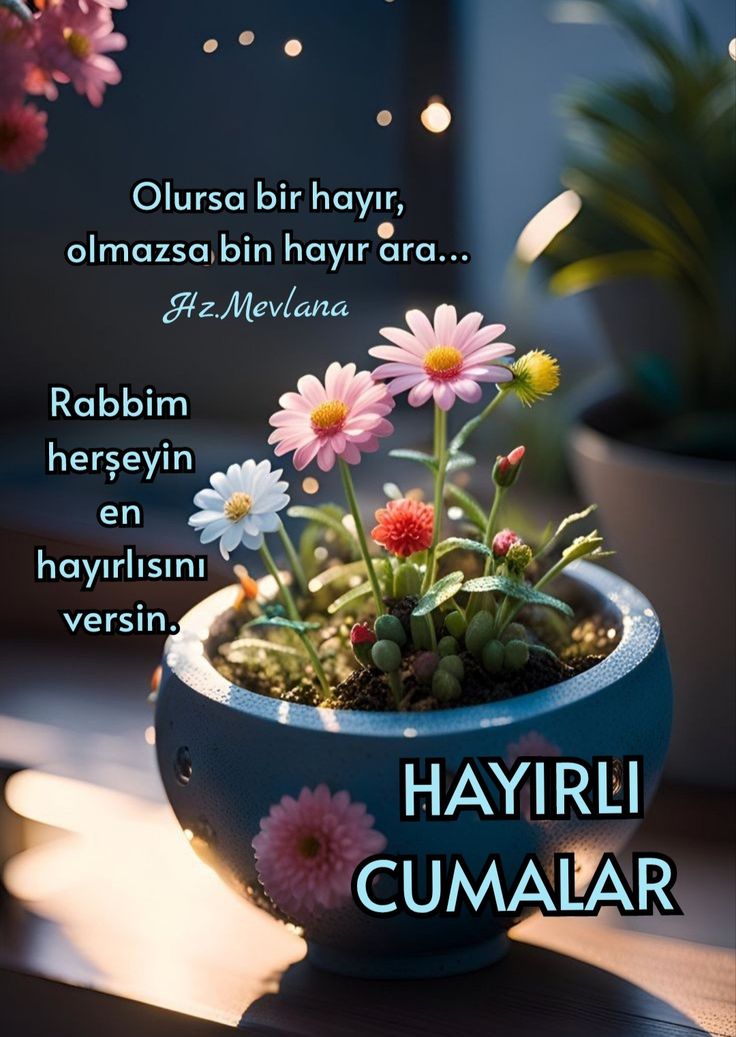 Olursa bir hayır,
olmazsa bin hayır ara...
Hz.Mevlana
Rabbim
herşeyin
en
hayırlısını
versin.
HAYIRLI
CUMALAR